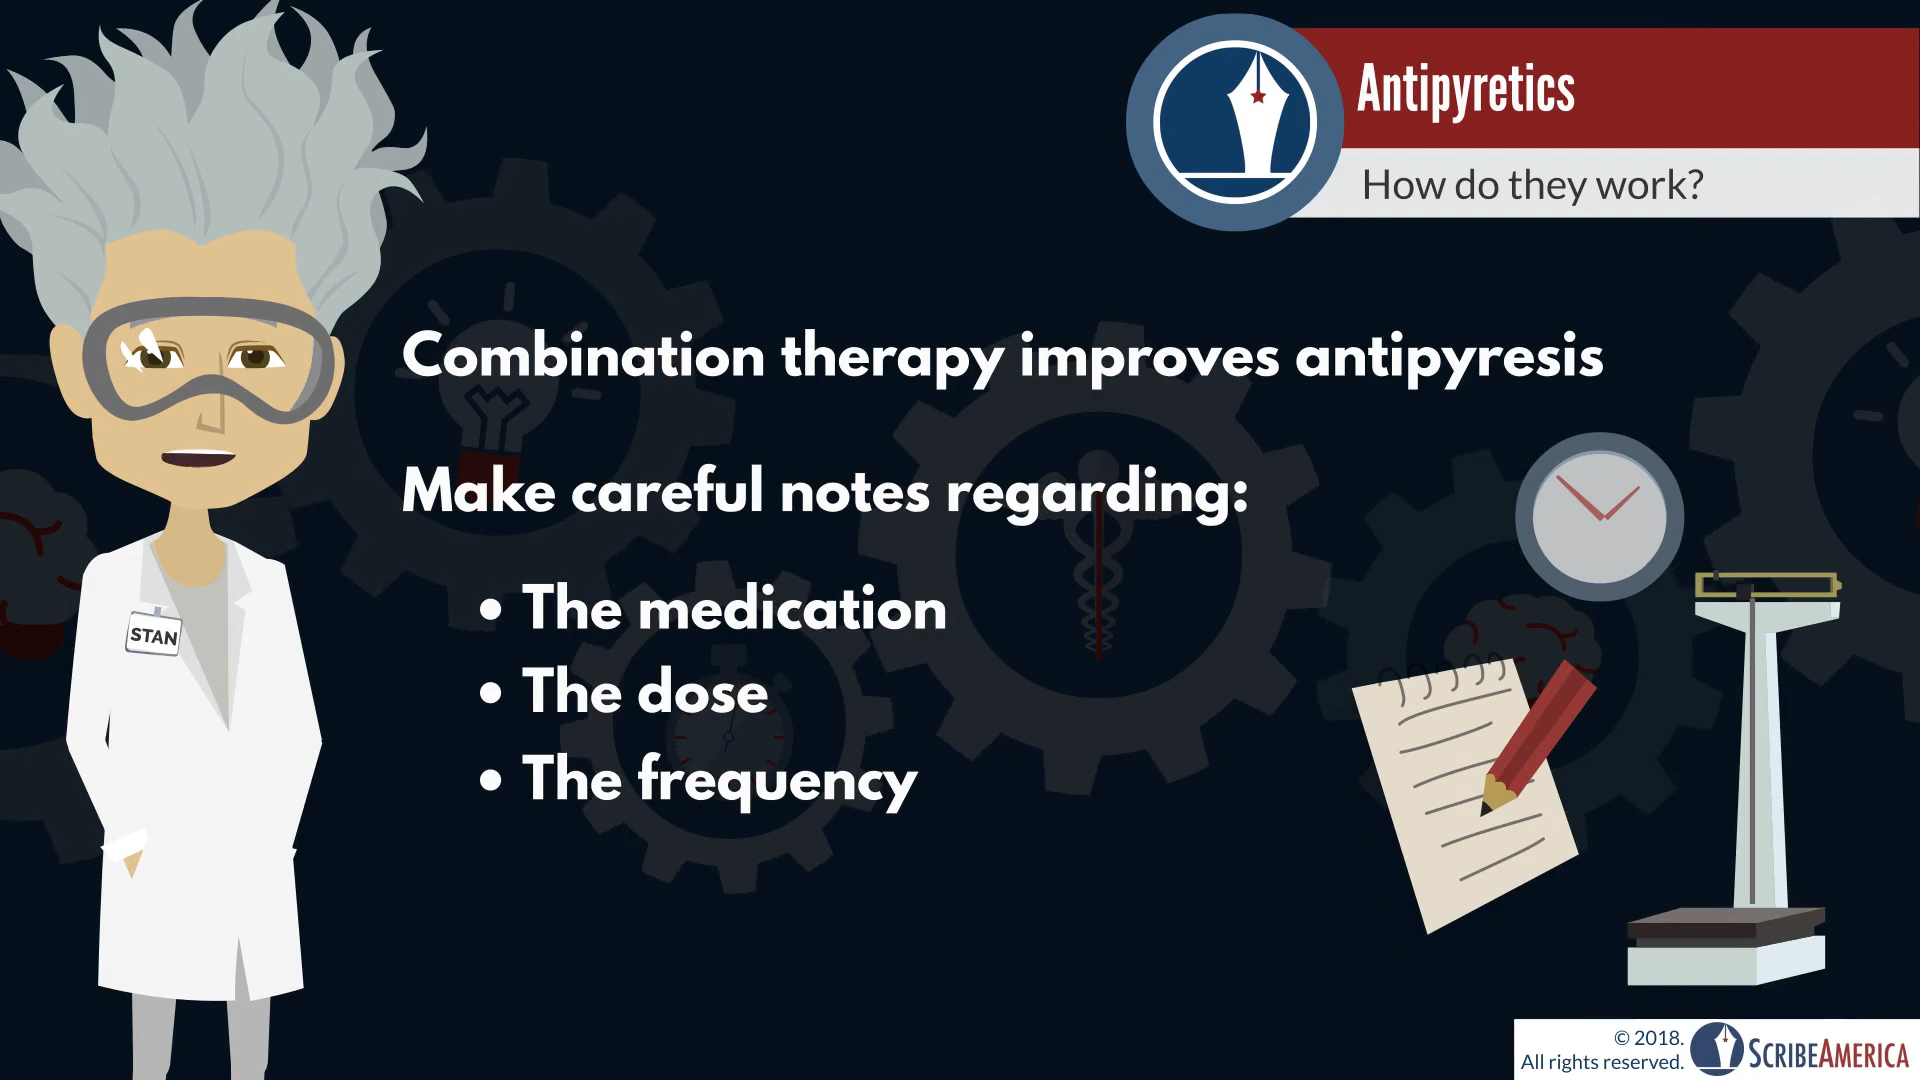 Antipyretics
How do they work?
Combination therapy improves antipyresis
Make careful notes regarding:
• The medication
• The dose
• The frequency
STAN
© 2018.
All rights reserved.
SCRIBEAMERICA